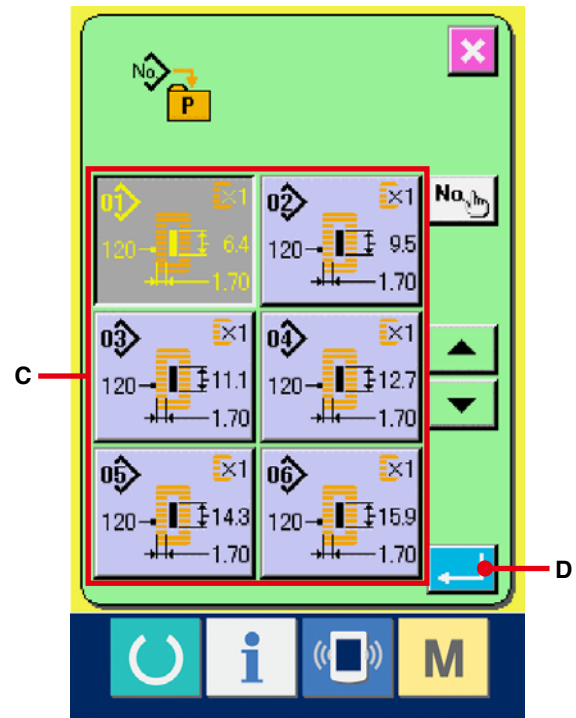 No.
P
01 ×1 02 ×1 No.
120 6.4 120 9.5
1.70 1.70
03 ×1 04 ×1
C 120 11.1 120 12.7
1.70 1.70
05 ×1 06 ×1
120 14.3 120 15.9
1.70 1.70
D
i M